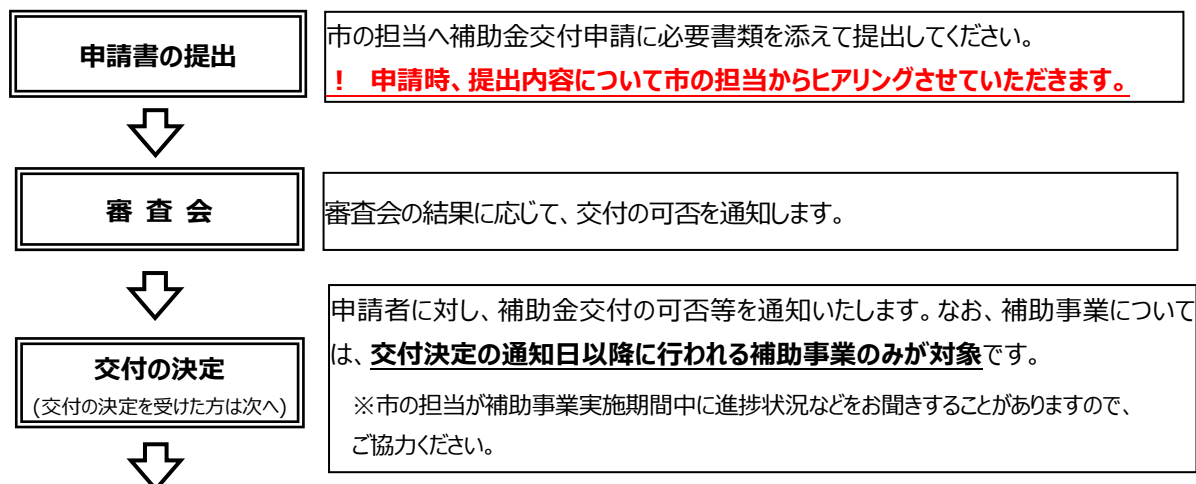 申請書の提出
市の担当へ補助金交付申請に必要書類を添えて提出してください。
! 申請時、提出内容について市の担当からヒアリングさせていただきます。
審 査 会
審査会の結果に応じて、交付の可否を通知します。
交付の決定
(交付の決定を受けた方は次へ)
申請者に対し、補助金交付の可否等を通知いたします。なお、補助事業について
は、交付決定の通知日以降に行われる補助事業のみが対象です。
※市の担当が補助事業実施期間中に進捗状況などをお聞きすることがありますので、
ご協力ください。